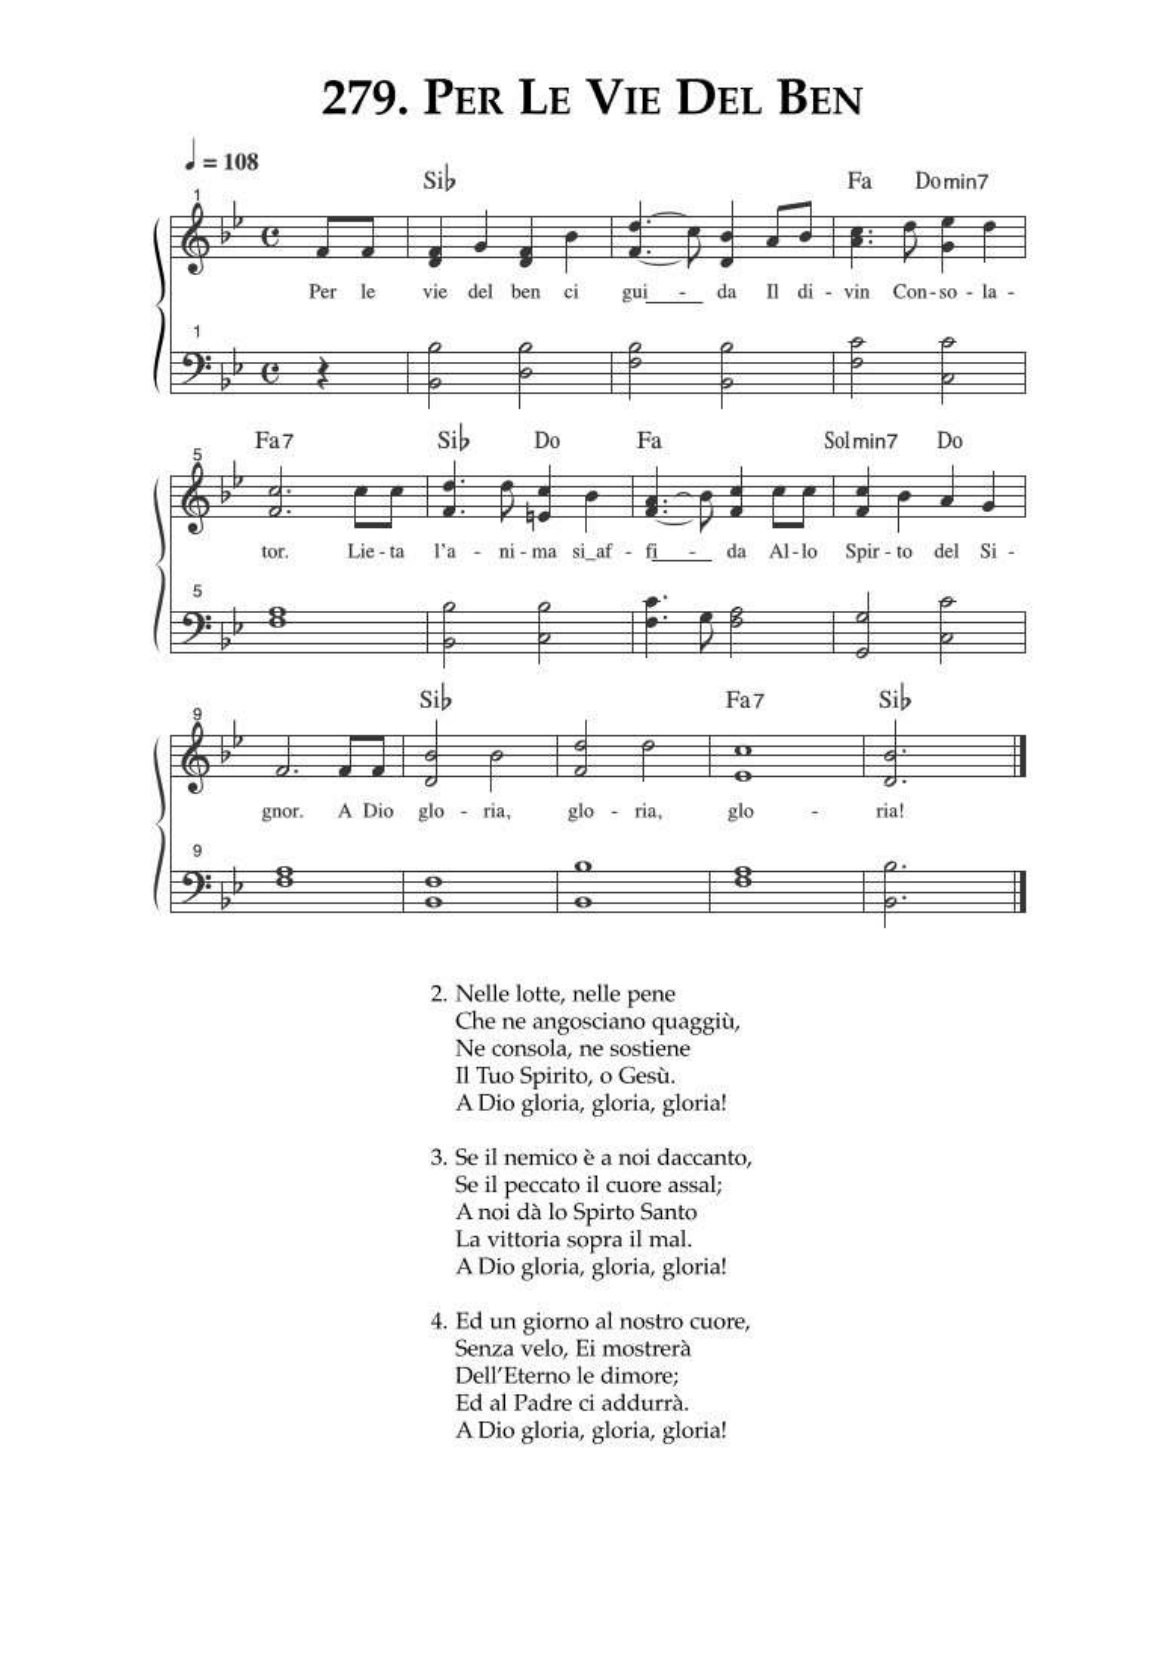 279. Per Le Vie Del Ben
♩ = 108
Si♭ Fa Domin7
1
Per le vie del ben ci gui___-___da Il di - vin Con - so - la -
1
Fa7 Si♭ Do Fa Solmin7 Do
5
tor. Lie - ta l'a - ni - ma si_af - fi___-___da Al - lo Spir - to del Si -
5
Si♭ Fa7 Si♭
9
gnor. A Dio glo - ria, glo - ria, glo - ria!
9
2. Nelle lotte, nelle pene
Che ne angosciano quaggiù,
Ne consola, ne sostiene
Il Tuo Spirito, o Gesù.
A Dio gloria, gloria, gloria!
3. Se il nemico è a noi daccanto,
Se il peccato il cuore assal;
A noi dà lo Spirto Santo
La vittoria sopra il mal.
A Dio gloria, gloria, gloria!
4. Ed un giorno al nostro cuore,
Senza velo, Ei mostrerà
Dell'Eterno le dimore;
Ed al Padre ci addurrà.
A Dio gloria, gloria, gloria!